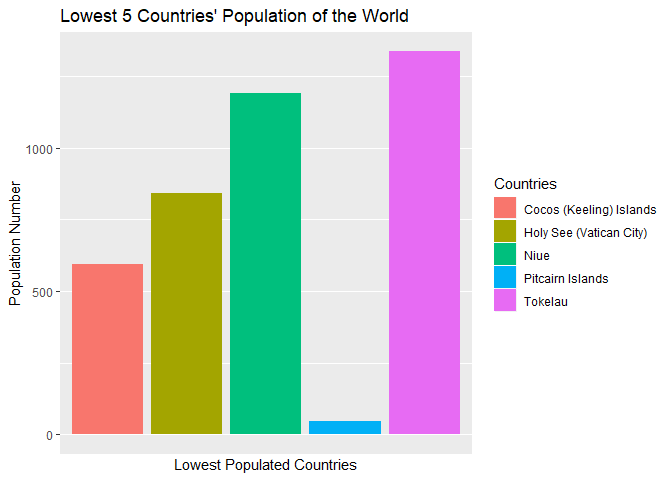 Lowest 5 Countries' Population of the World
Population Number
1000
500
0
Lowest Populated Countries
Countries
Cocos (Keeling) Islands
Holy See (Vatican City)
Niue
Pitcairn Islands
Tokelau